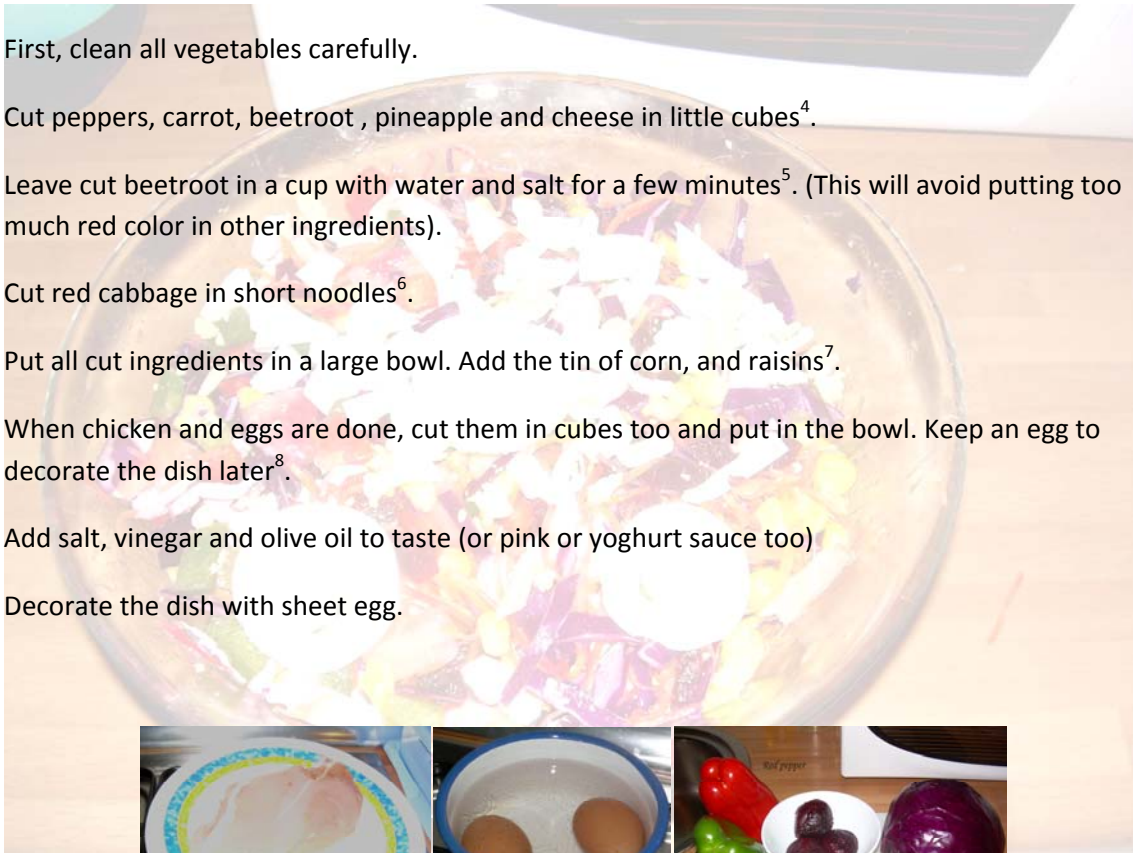 First, clean all vegetables carefully.
Cut peppers, carrot, beetroot , pineapple and cheese in little cubes⁴.
Leave cut beetroot in a cup with water and salt for a few minutes⁵. (This will avoid putting too
much red color in other ingredients).
Cut red cabbage in short noodles⁶.
Put all cut ingredients in a large bowl. Add the tin of corn, and raisins⁷.
When chicken and eggs are done, cut them in cubes too and put in the bowl. Keep an egg to
decorate the dish later⁸.
Add salt, vinegar and olive oil to taste (or pink or yoghurt sauce too)
Decorate the dish with sheet egg.
Red pepper